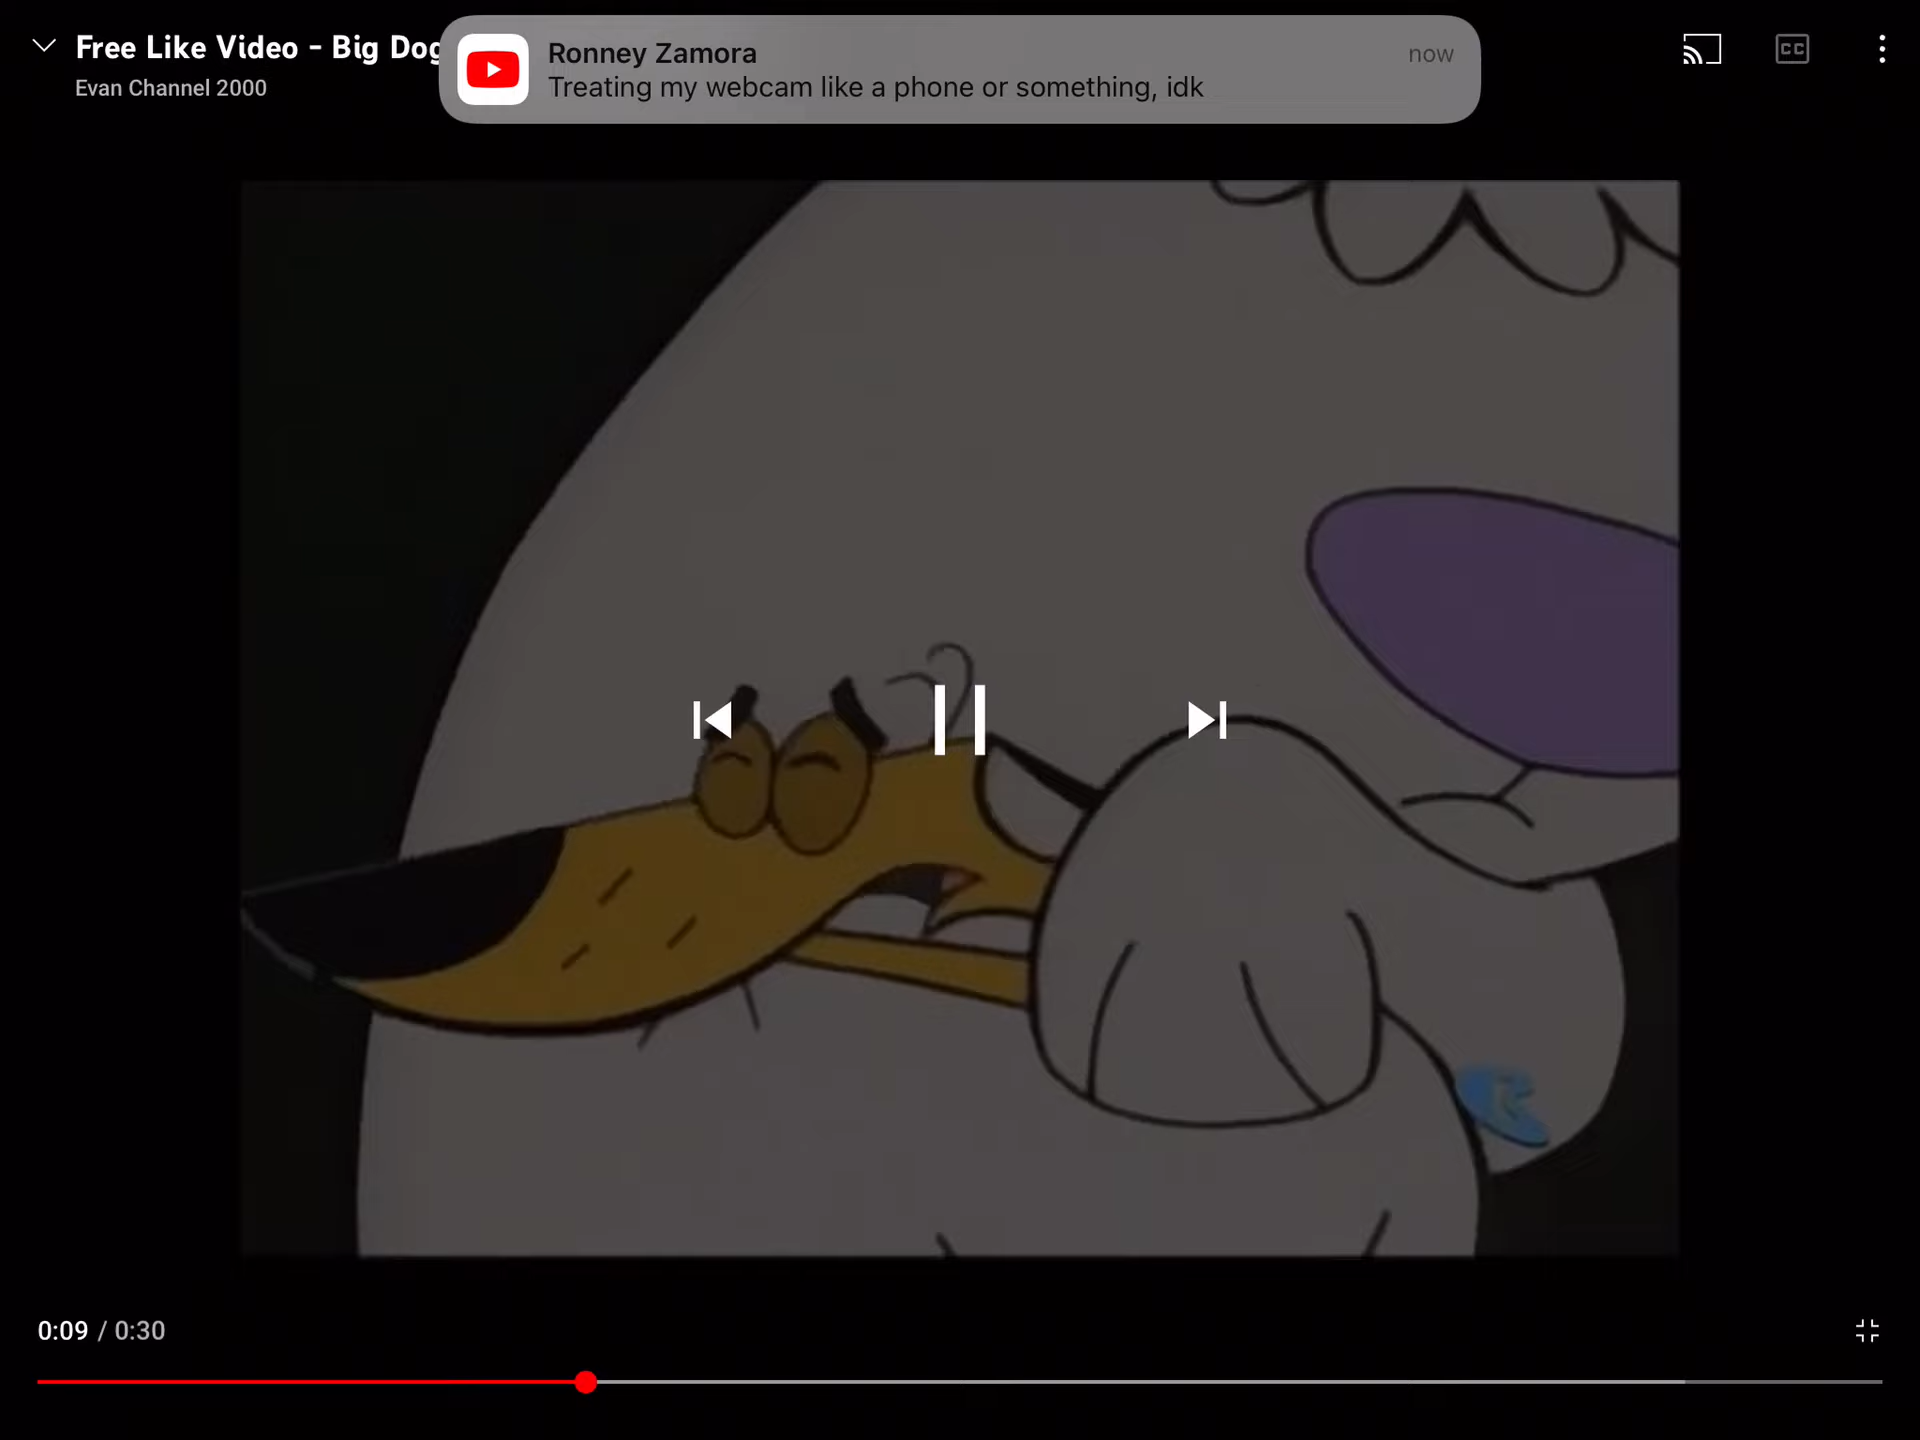 Free Like Video - Big Dog
Evan Channel 2000
Ronney Zamora
now
Treating my webcam like a phone or something, idk
CC
0:09 / 0:30